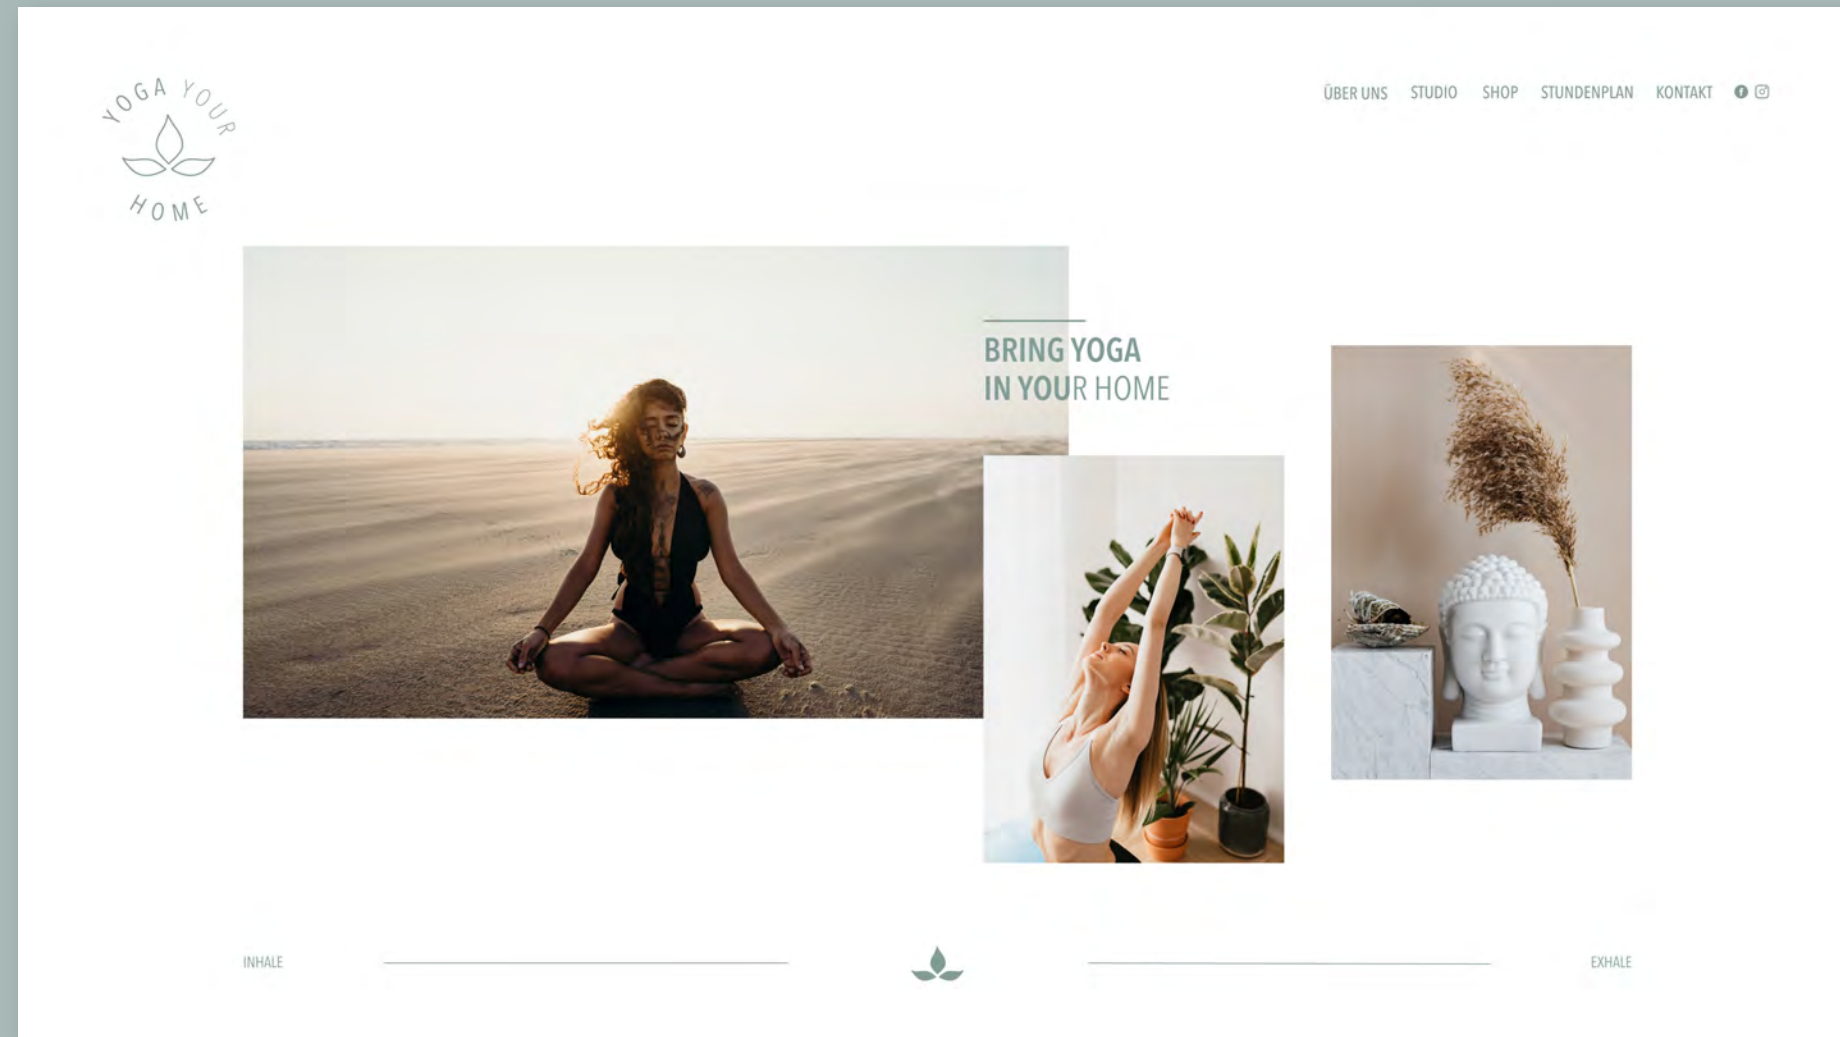 YOGA YOUR
HOME
ÜBER UNS STUDIO SHOP STUNDENPLAN KONTAKT
BRING YOGA
IN YOUR HOME
INHALE
EXHALE